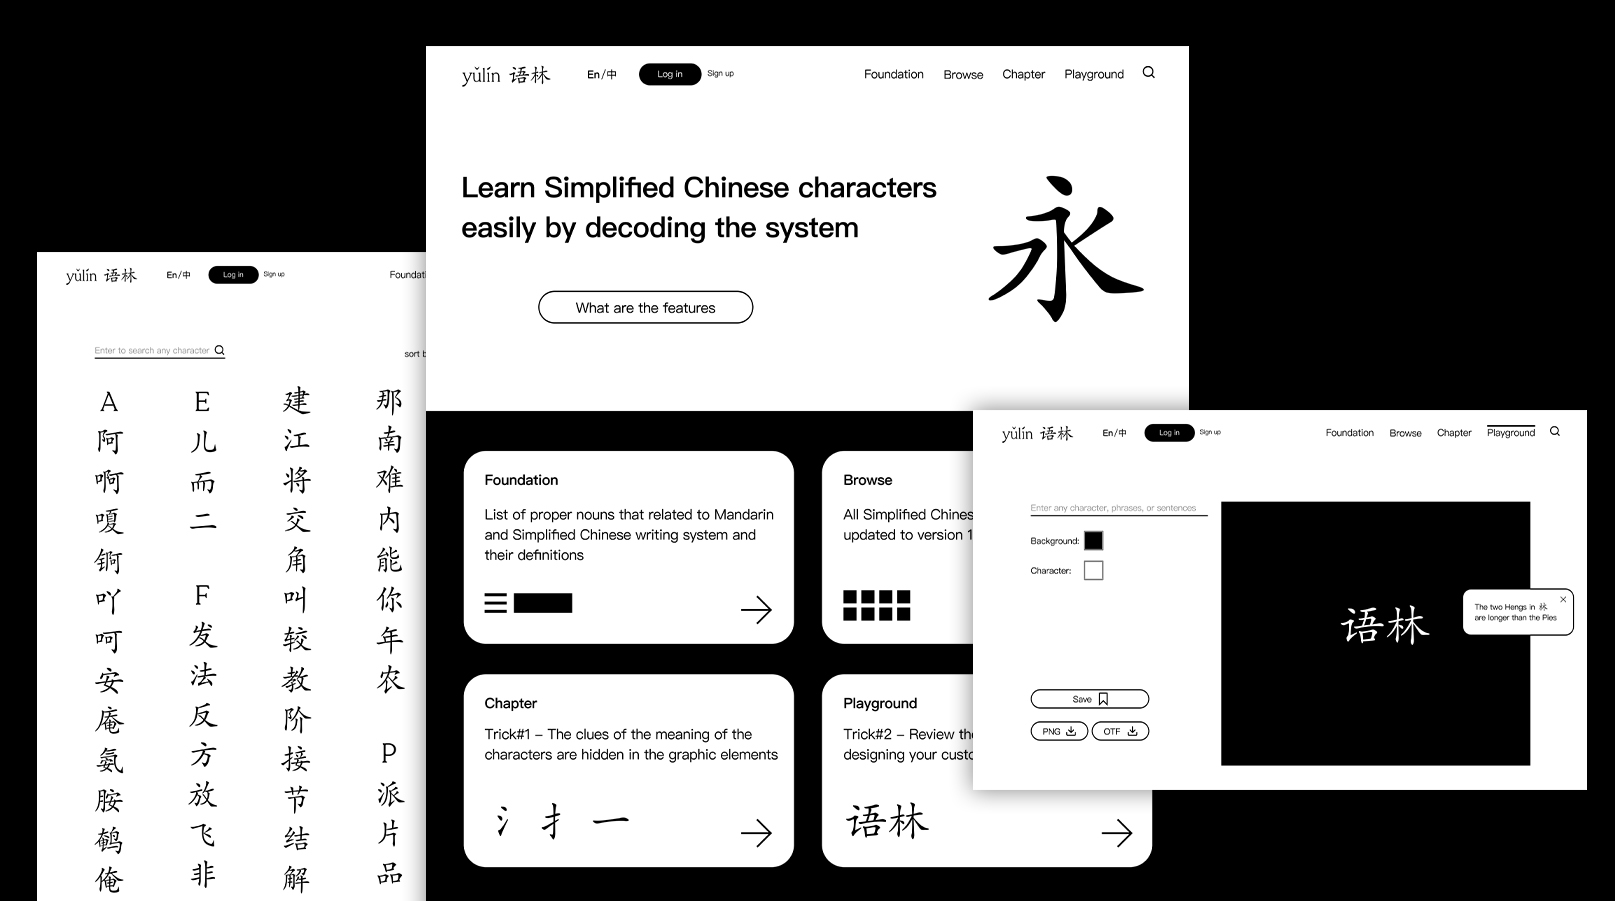 yǔlín 语林 En/中 Log in Sign up Foundation Browse Chapter Playground
Learn Simplified Chinese characters
easily by decoding the system
永
What are the features
Foundation
List of proper nouns that related to Mandarin
and Simplified Chinese writing system and
their definitions
Browse
All Simplified Chines
updated to version 1
Chapter
Trick#1 – The clues of the meaning of the
characters are hidden in the graphic elements
氵 扌 一
Playground
Trick#2 – Review the
designing your custo
语林
yǔlín 语林 En/中 Log in Sign up Foundati
Enter to search any character
sort b
A E 建 那
阿 儿 江 南
啊 而 将 难
嗄 二 交 内
锕 角 能
吖 F 叫 你
呵 发 较 年
安 法 教 农
庵 反 阶
氨 方 接 P
胺 放 节 派
鹌 飞 结 片
俺 非 解 品
yǔlín 语林 En/中 Log in Sign up Foundation Browse Chapter Playground
Enter any character, phrases, or sentences
Background:
Character:
语林
The two Hengs in 林
are longer than the Pies
Save
PNG OTF